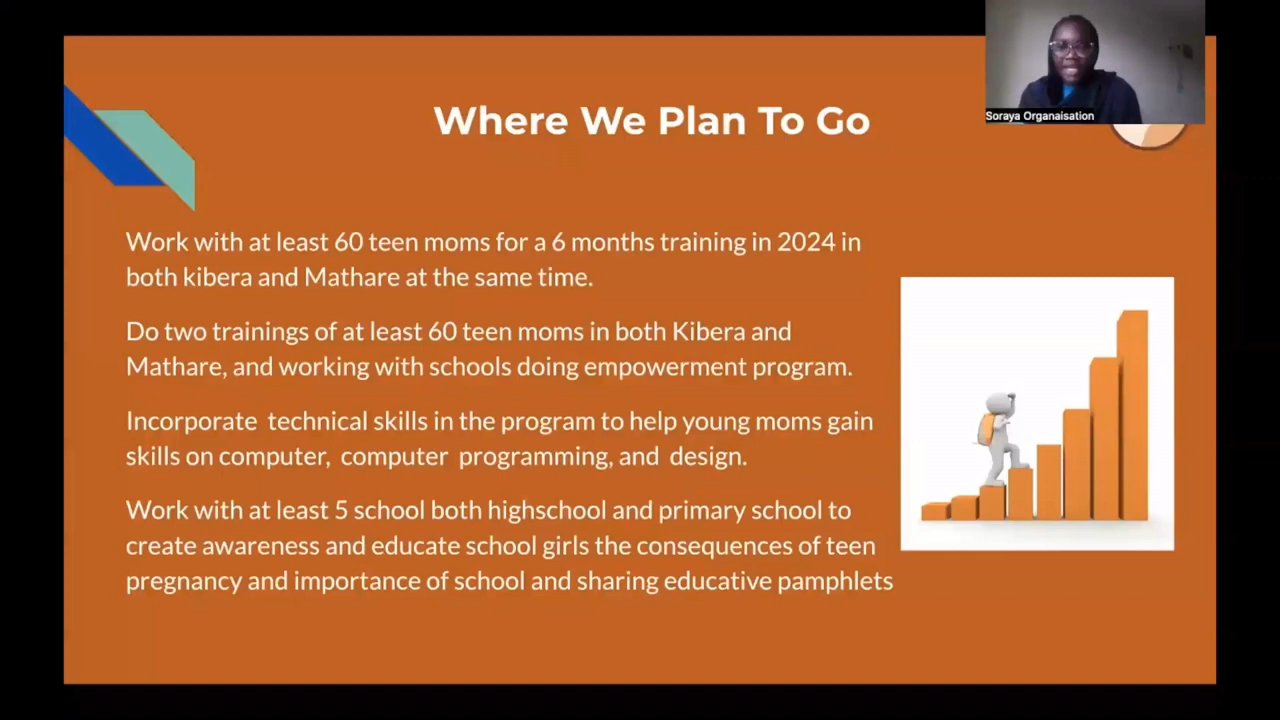 Soraya Organaisation
Where We Plan To Go
Work with at least 60 teen moms for a 6 months training in 2024 in
both kibera and Mathare at the same time.
Do two trainings of at least 60 teen moms in both Kibera and
Mathare, and working with schools doing empowerment program.
Incorporate technical skills in the program to help young moms gain
skills on computer, computer programming, and design.
Work with at least 5 school both highschool and primary school to
create awareness and educate school girls the consequences of teen
pregnancy and importance of school and sharing educative pamphlets